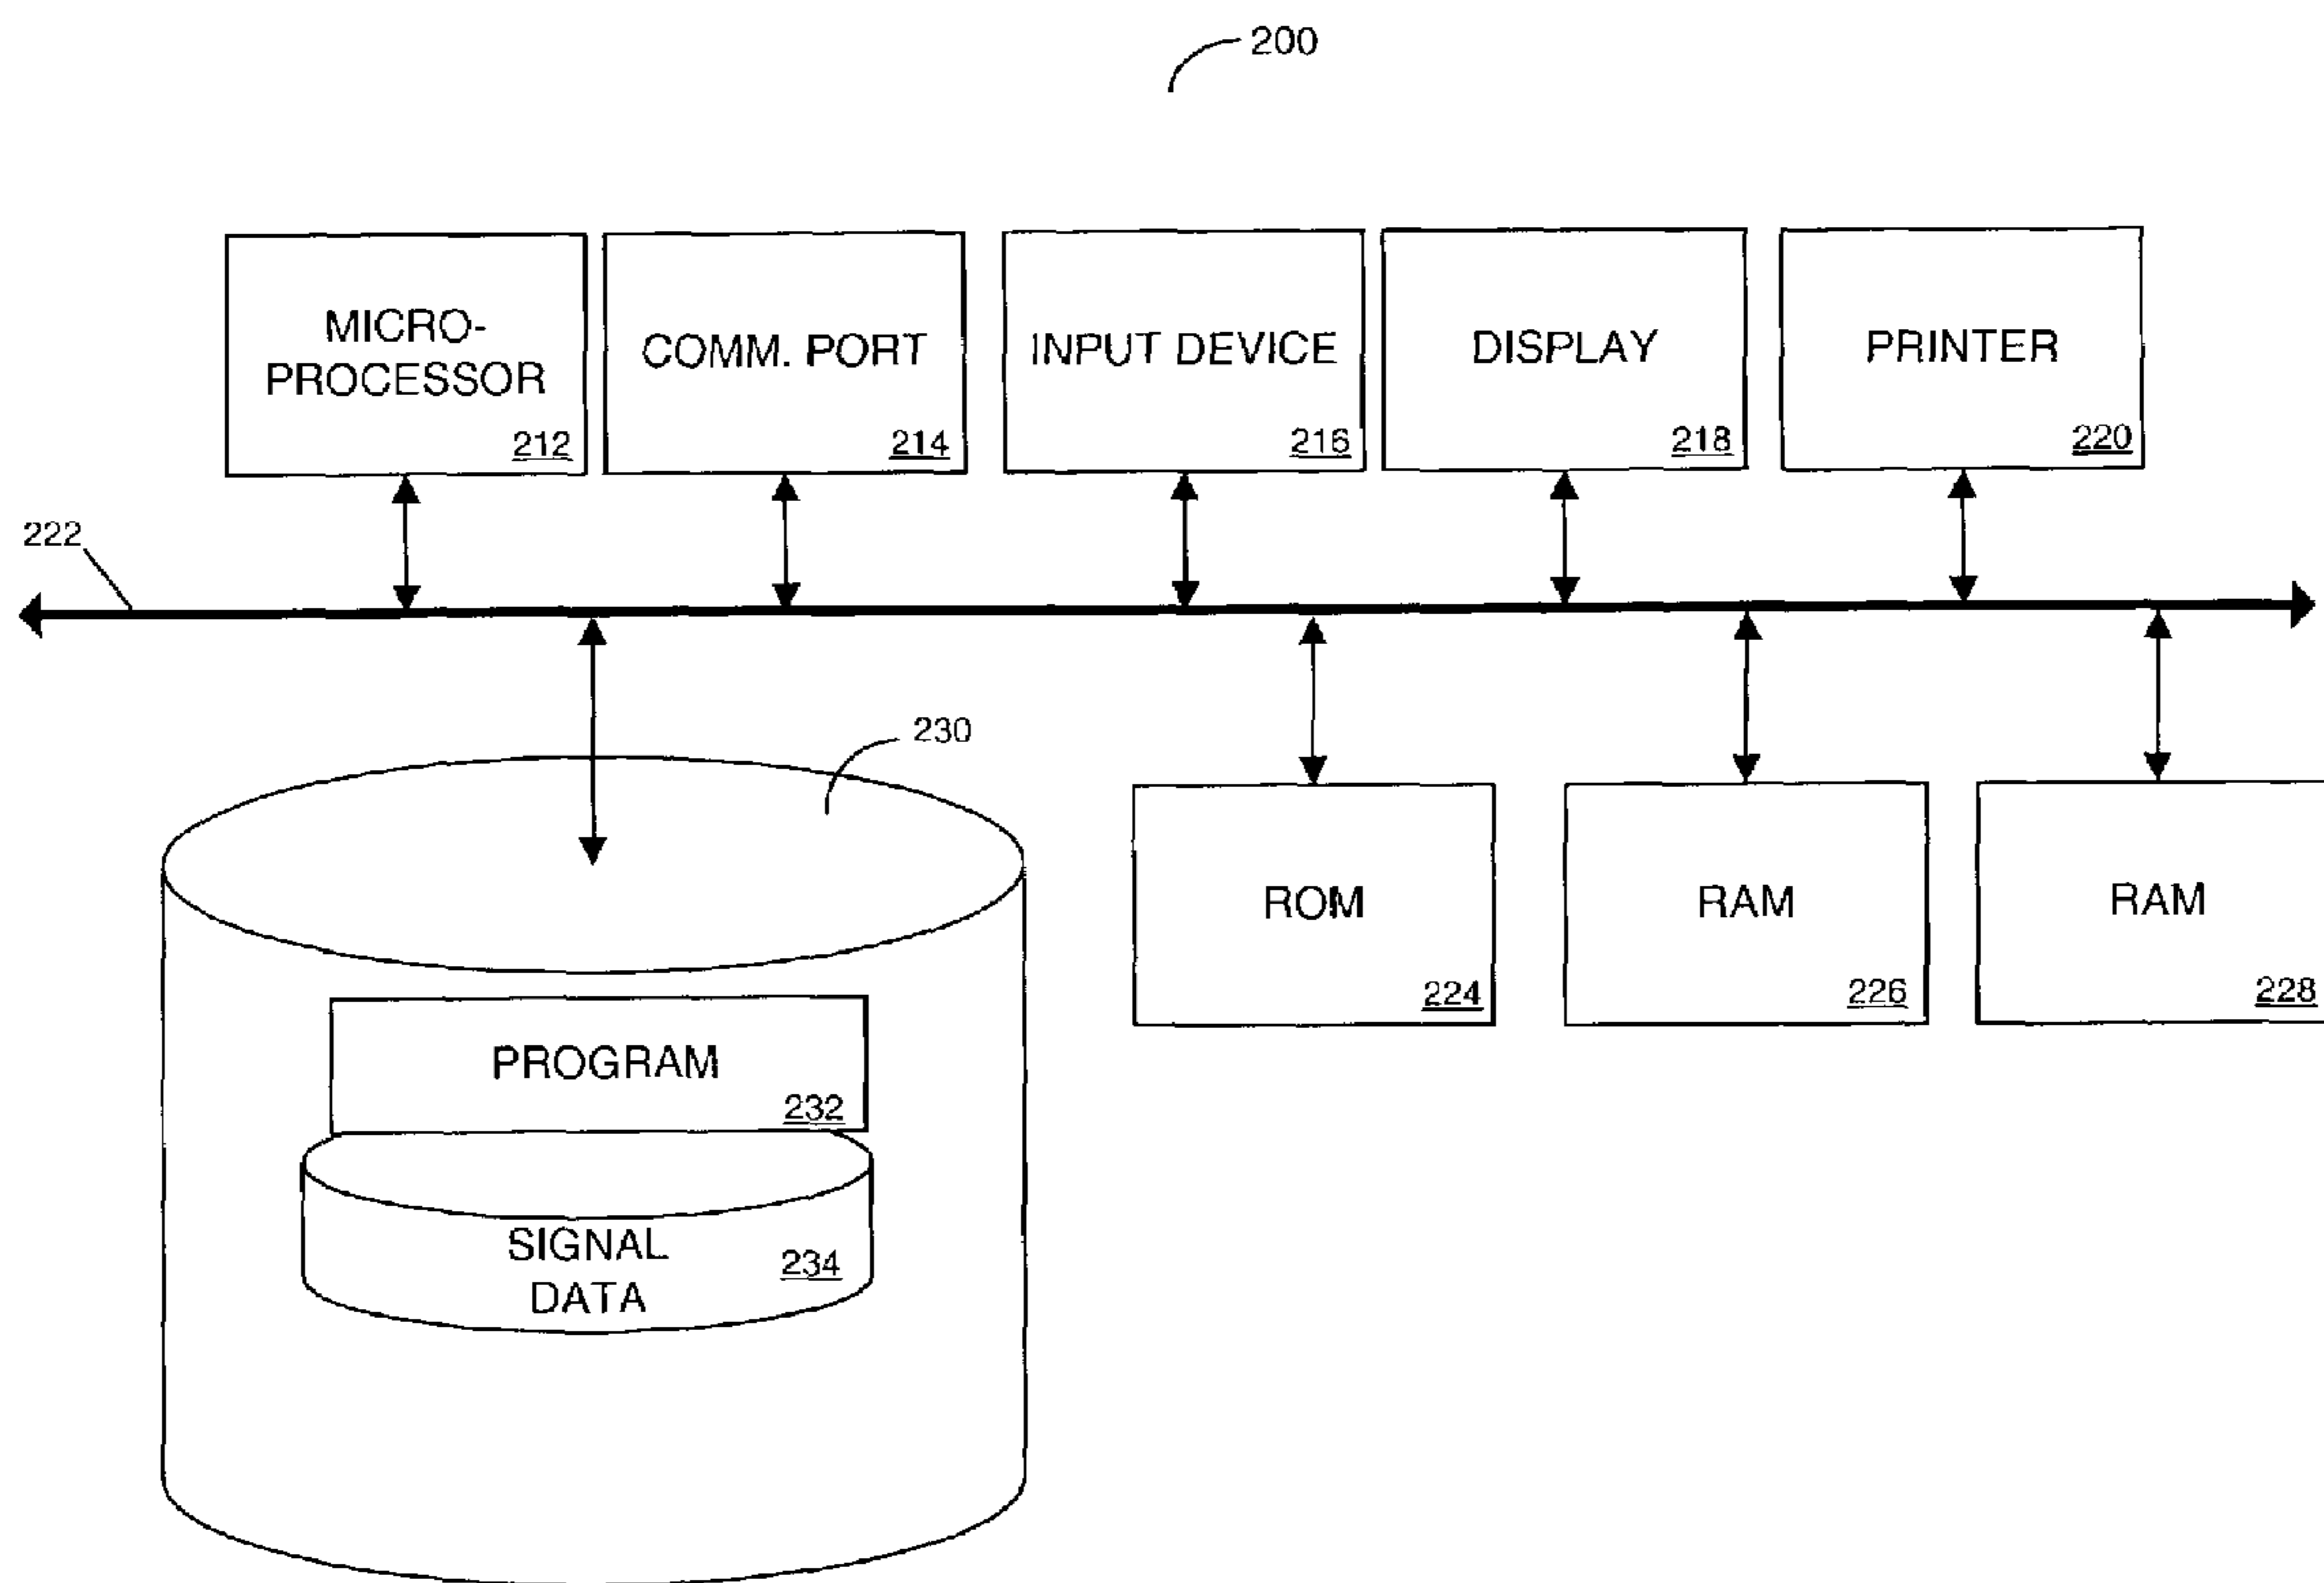 200
MICRO-
PROCESSOR
212
COMM. PORT
214
INPUT DEVICE
216
DISPLAY
218
PRINTER
220
222
230
ROM
224
RAM
226
RAM
228
PROGRAM
232
SIGNAL
DATA
234